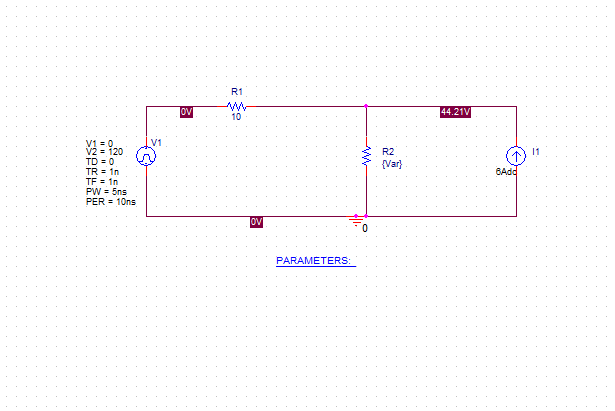 R1
10
0V
44.21V
V1
V1 = 0
V2 = 120
TD = 0
TR = 1n
TF = 1n
PW = 5ns
PER = 10ns
R2
{Var}
I1
6Adc
0V
0
PARAMETERS: